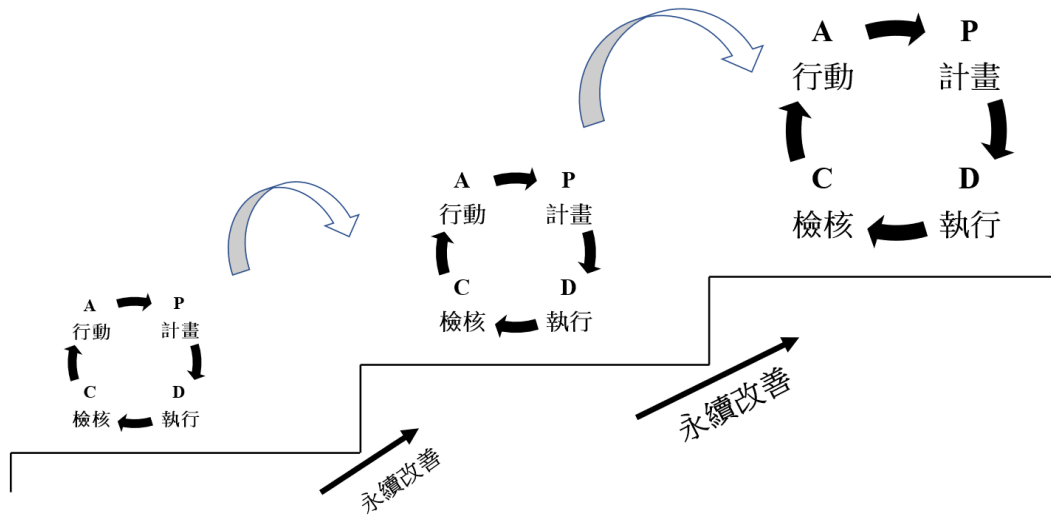 A P
行動 計畫
C D
檢核 執行
永續改善
A P
行動 計畫
C D
檢核 執行
永續改善
A P
行動 計畫
C D
檢核 執行